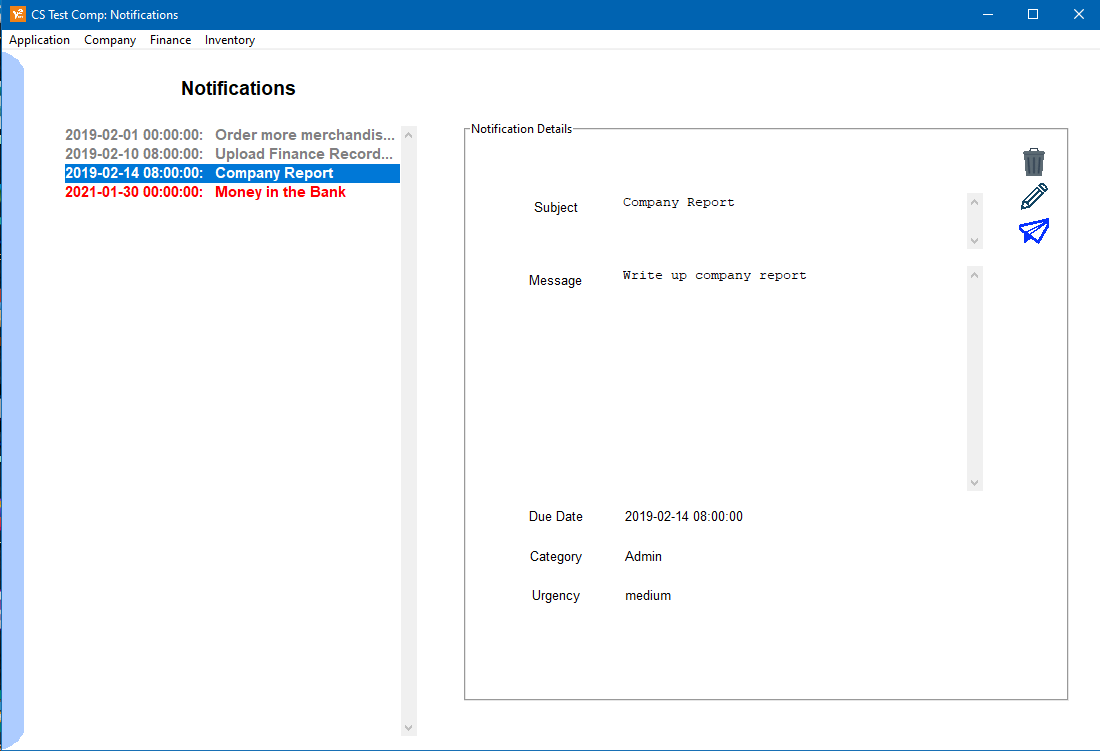 CS Test Comp: Notifications
Application Company Finance Inventory
Notifications
2019-02-01 00:00:00: Order more merchandis...
2019-02-10 08:00:00: Upload Finance Record...
2019-02-14 08:00:00: Company Report
2021-01-30 00:00:00: Money in the Bank
Notification Details
Subject Company Report
Message Write up company report
Due Date 2019-02-14 08:00:00
Category Admin
Urgency medium